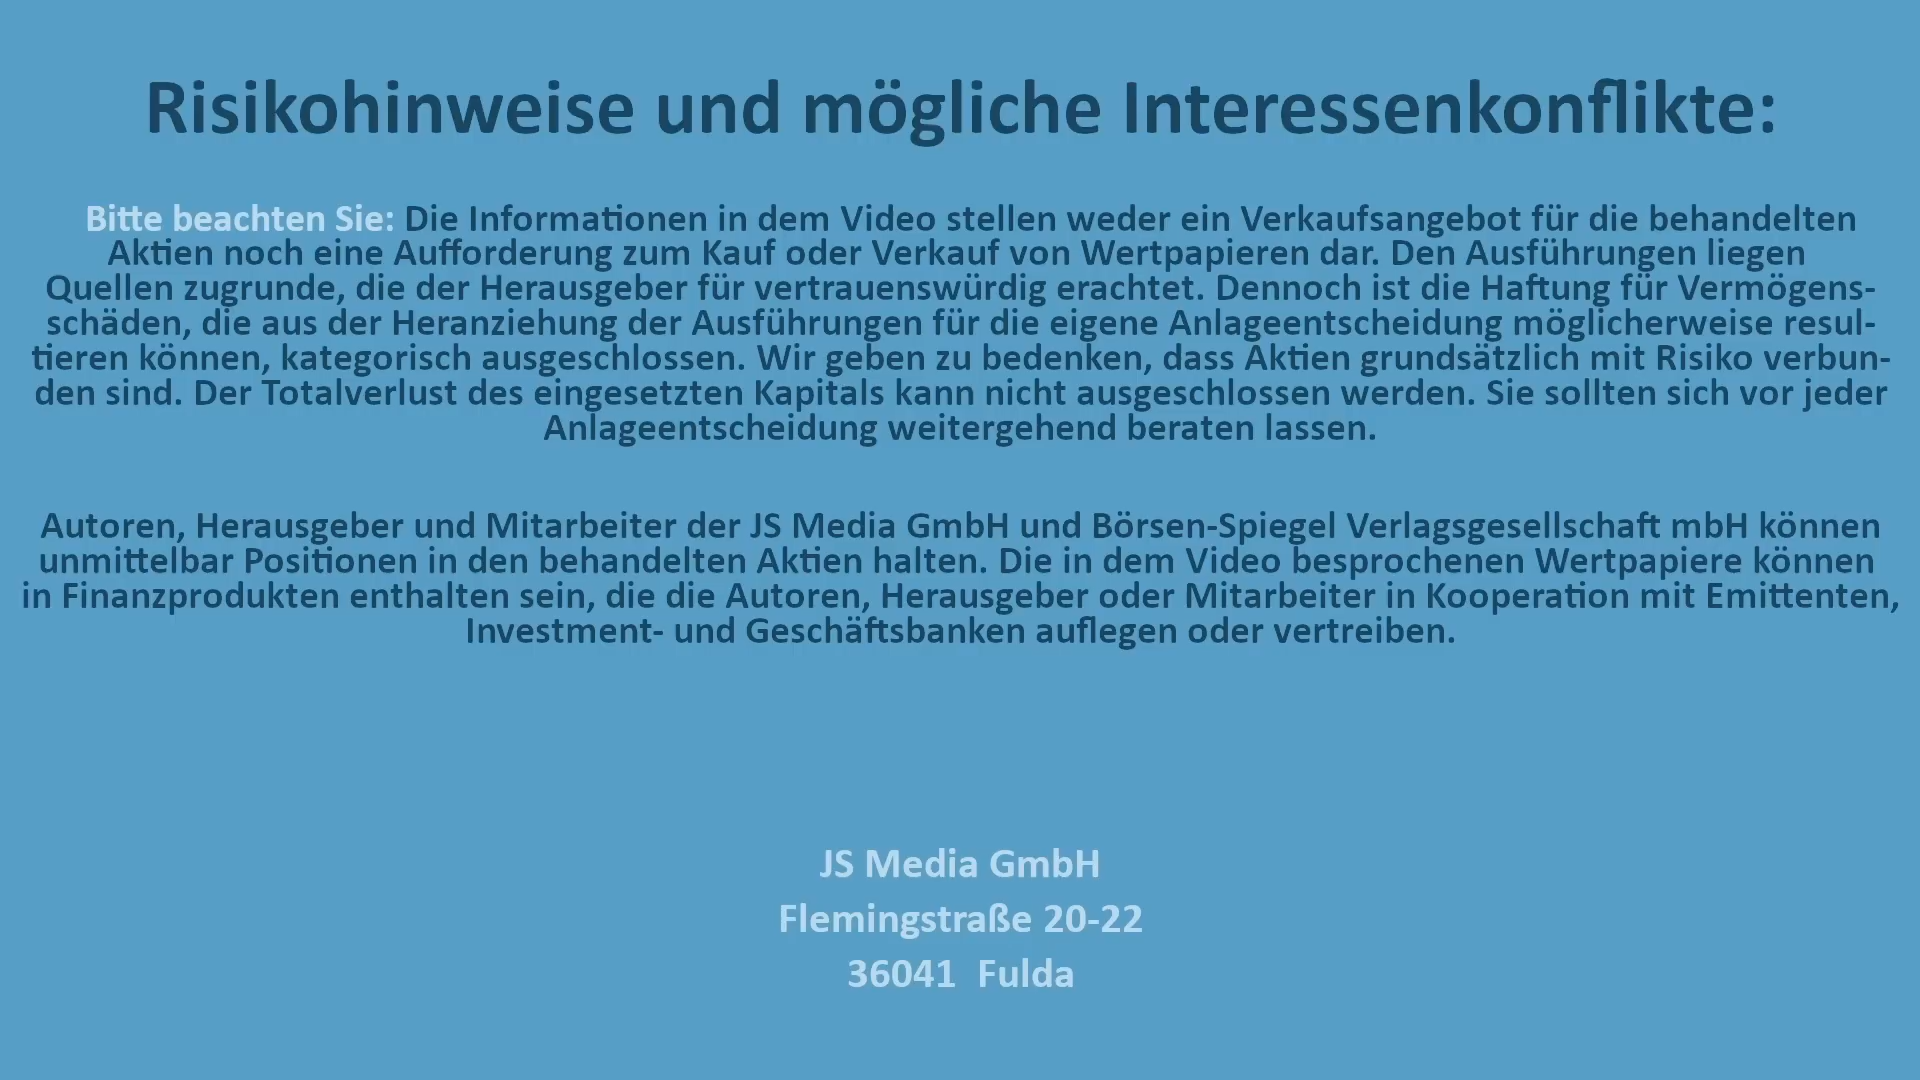 Risikohinweise und mögliche Interessenkonflikte:
Bitte beachten Sie: Die Informationen in dem Video stellen weder ein Verkaufsangebot für die behandelten
Aktien noch eine Aufforderung zum Kauf oder Verkauf von Wertpapieren dar. Den Ausführungen liegen
Quellen zugrunde, die der Herausgeber für vertrauenswürdig erachtet. Dennoch ist die Haftung für Vermögens-
schäden, die aus der Heranziehung der Ausführungen für die eigene Anlageentscheidung möglicherweise resul-
tieren können, kategorisch ausgeschlossen. Wir geben zu bedenken, dass Aktien grundsätzlich mit Risiko verbun-
den sind. Der Totalverlust des eingesetzten Kapitals kann nicht ausgeschlossen werden. Sie sollten sich vor jeder
Anlageentscheidung weitergehend beraten lassen.
Autoren, Herausgeber und Mitarbeiter der JS Media GmbH und Börsen-Spiegel Verlagsgesellschaft mbH können
unmittelbar Positionen in den behandelten Aktien halten. Die in dem Video besprochenen Wertpapiere können
in Finanzprodukten enthalten sein, die die Autoren, Herausgeber oder Mitarbeiter in Kooperation mit Emittenten,
Investment- und Geschäftsbanken auflegen oder vertreiben.
JS Media GmbH
Flemingstraße 20-22
36041  Fulda